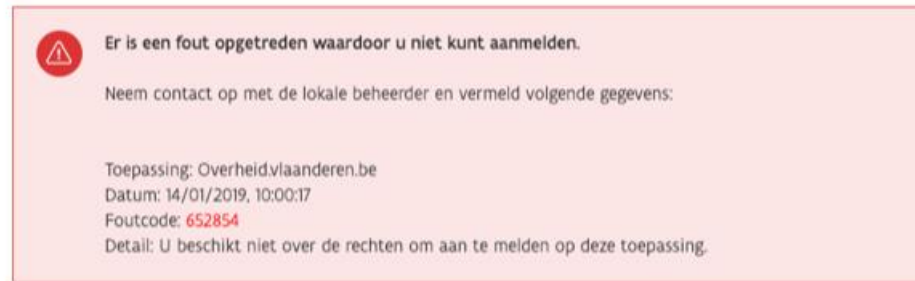 Er is een fout opgetreden waardoor u niet kunt aanmelden.
Neem contact op met de lokale beheerder en vermeld volgende gegevens:
Toepassing: Overheid.vlaanderen.be
Datum: 14/01/2019, 10:00:17
Foutcode: 652854
Detail: U beschikt niet over de rechten om aan te melden op deze toepassing.